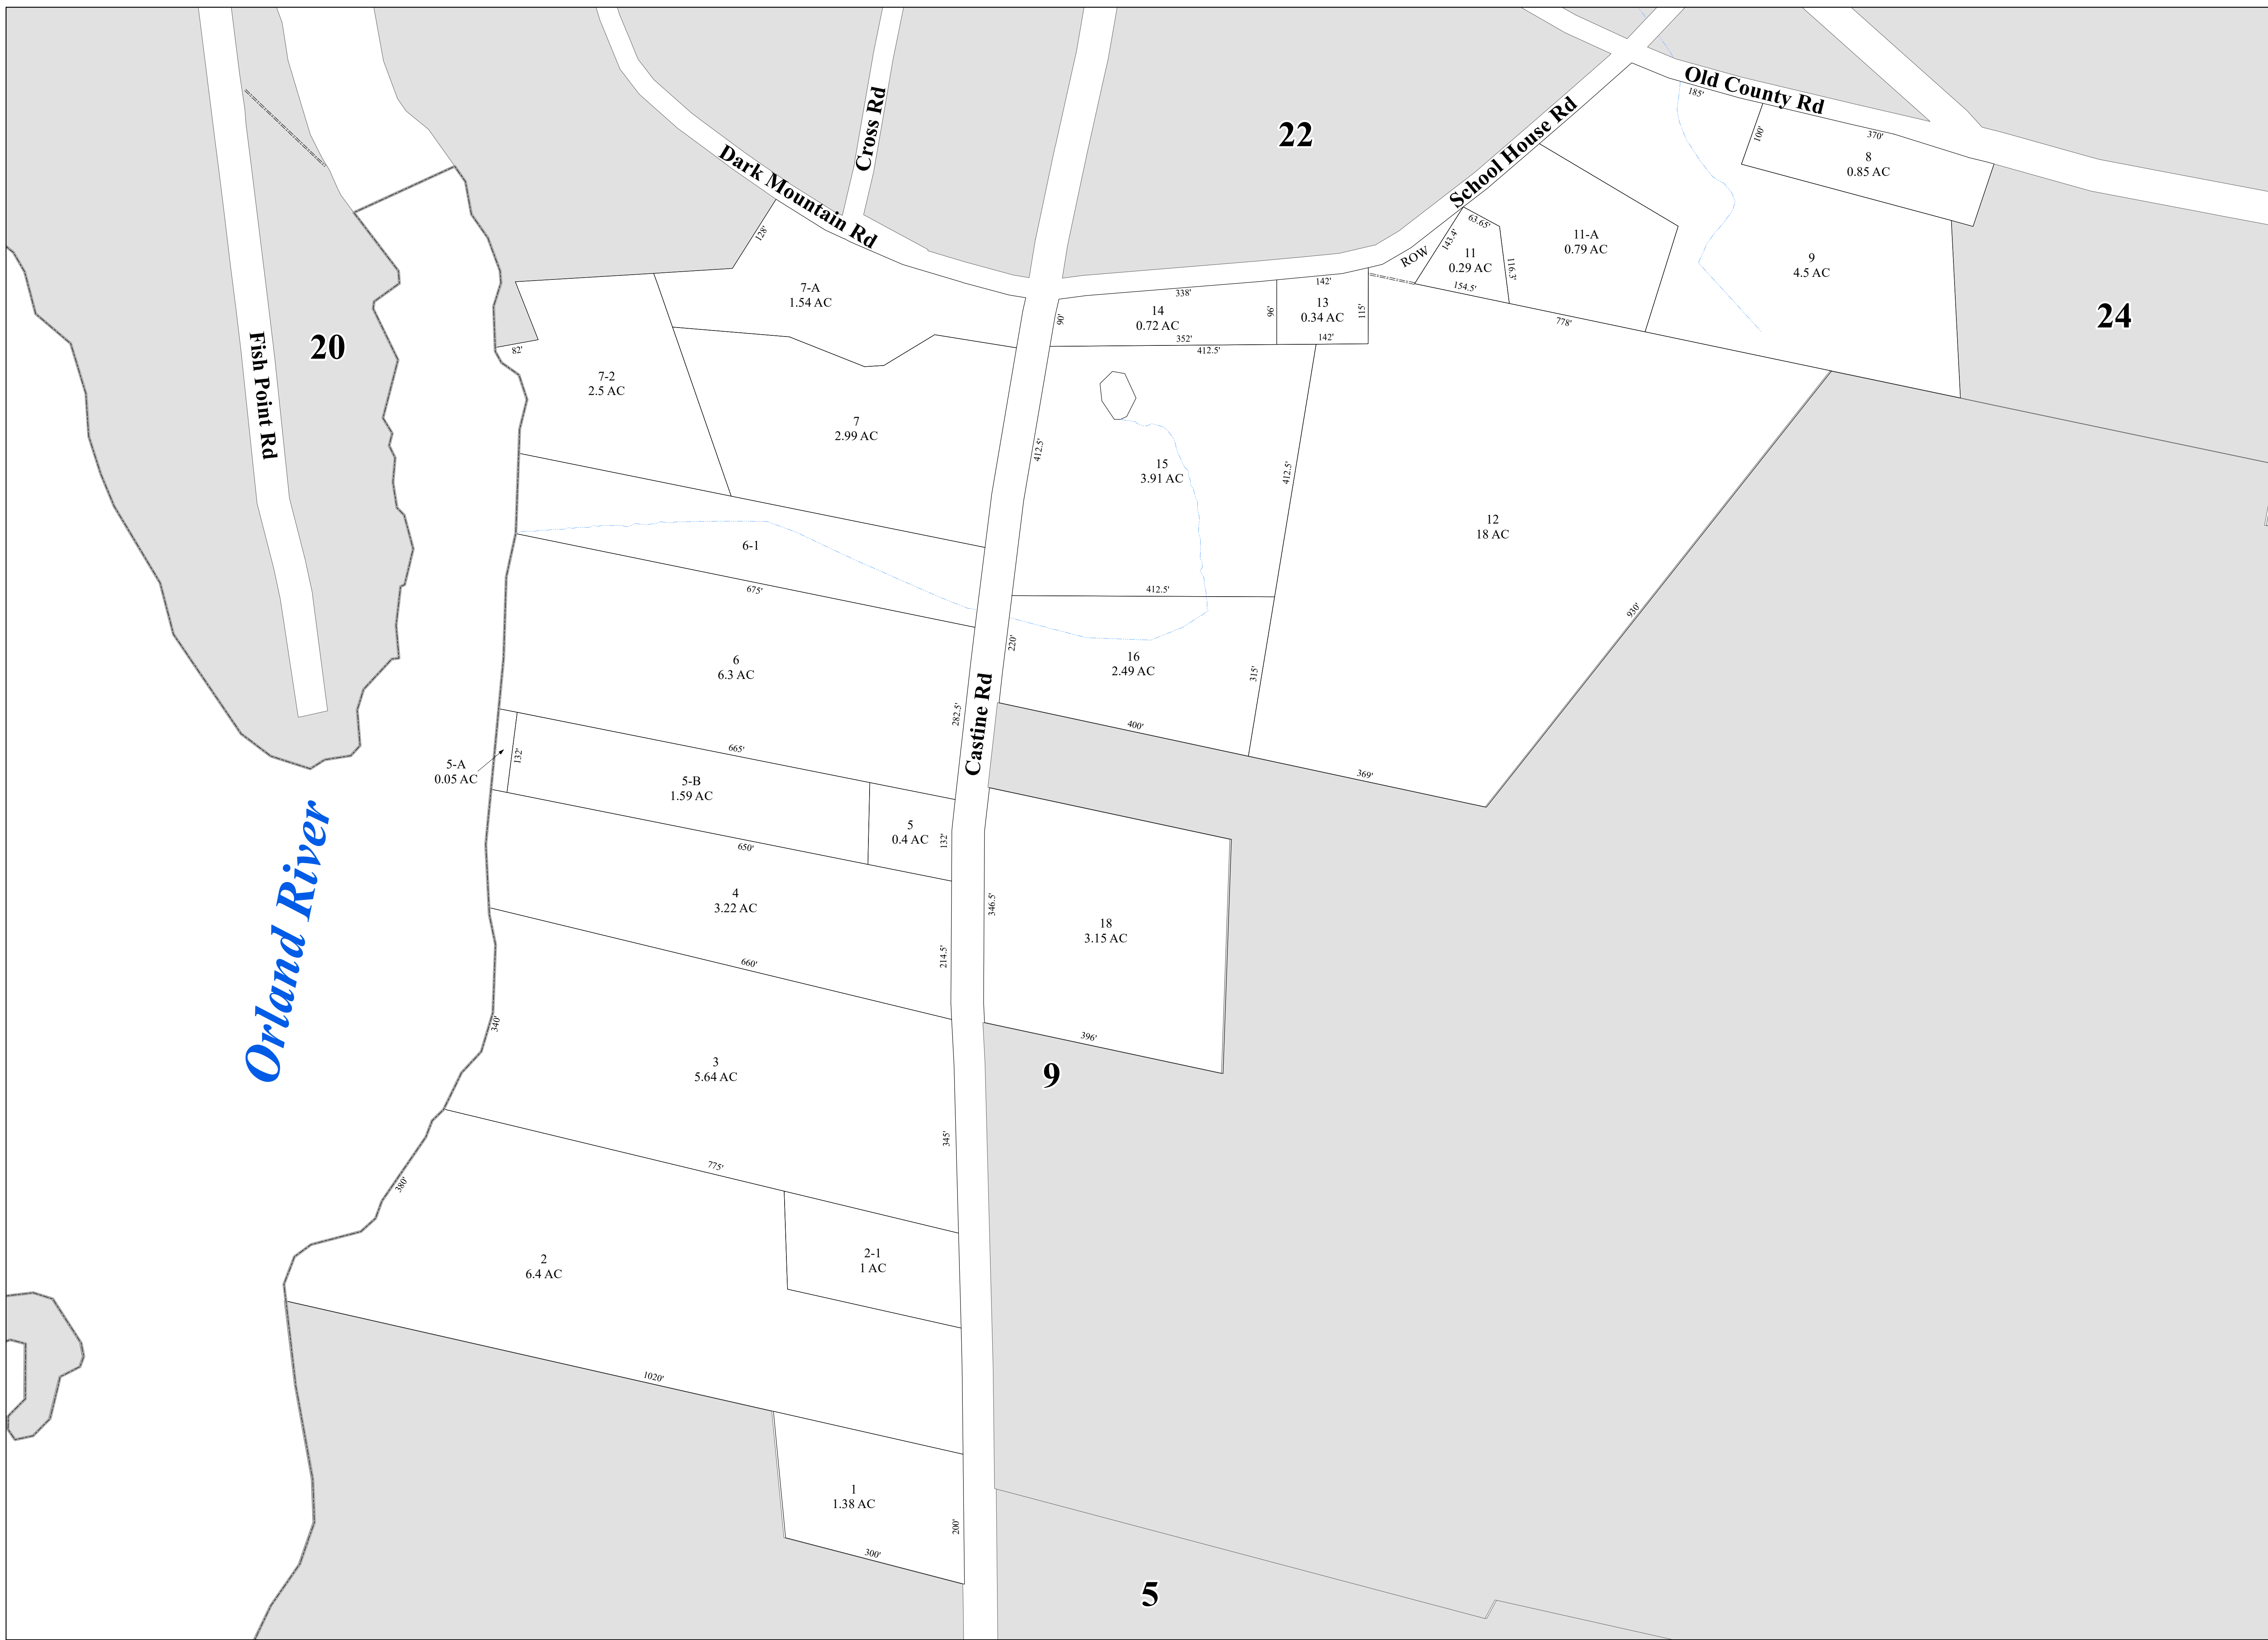 Old County Rd
185'
370'
100'
8
0.85 AC
School House Rd
22
Cross Rd
Dark Mountain Rd
128'
63.65'
143.4'
ROW
11
0.29 AC
116.3'
154.5'
11-A
0.79 AC
9
4.5 AC
24
778'
7-A
1.54 AC
338'
142'
14
0.72 AC
90'
96'
13
0.34 AC
115'
352'
142'
412.5'
20
Fish Point Rd
82'
7-2
2.5 AC
7
2.99 AC
412.5'
15
3.91 AC
412.5'
12
18 AC
6-1
675'
412.5'
930'
220'
16
2.49 AC
315'
6
6.3 AC
282.5'
Castine Rd
400'
369'
665'
132'
5-A
0.05 AC
5-B
1.59 AC
5
0.4 AC
132'
650'
4
3.22 AC
214.5'
346.5'
18
3.15 AC
660'
Orland River
340'
396'
3
5.64 AC
9
345'
775'
380'
2
6.4 AC
2-1
1 AC
1020'
1
1.38 AC
200'
300'
5